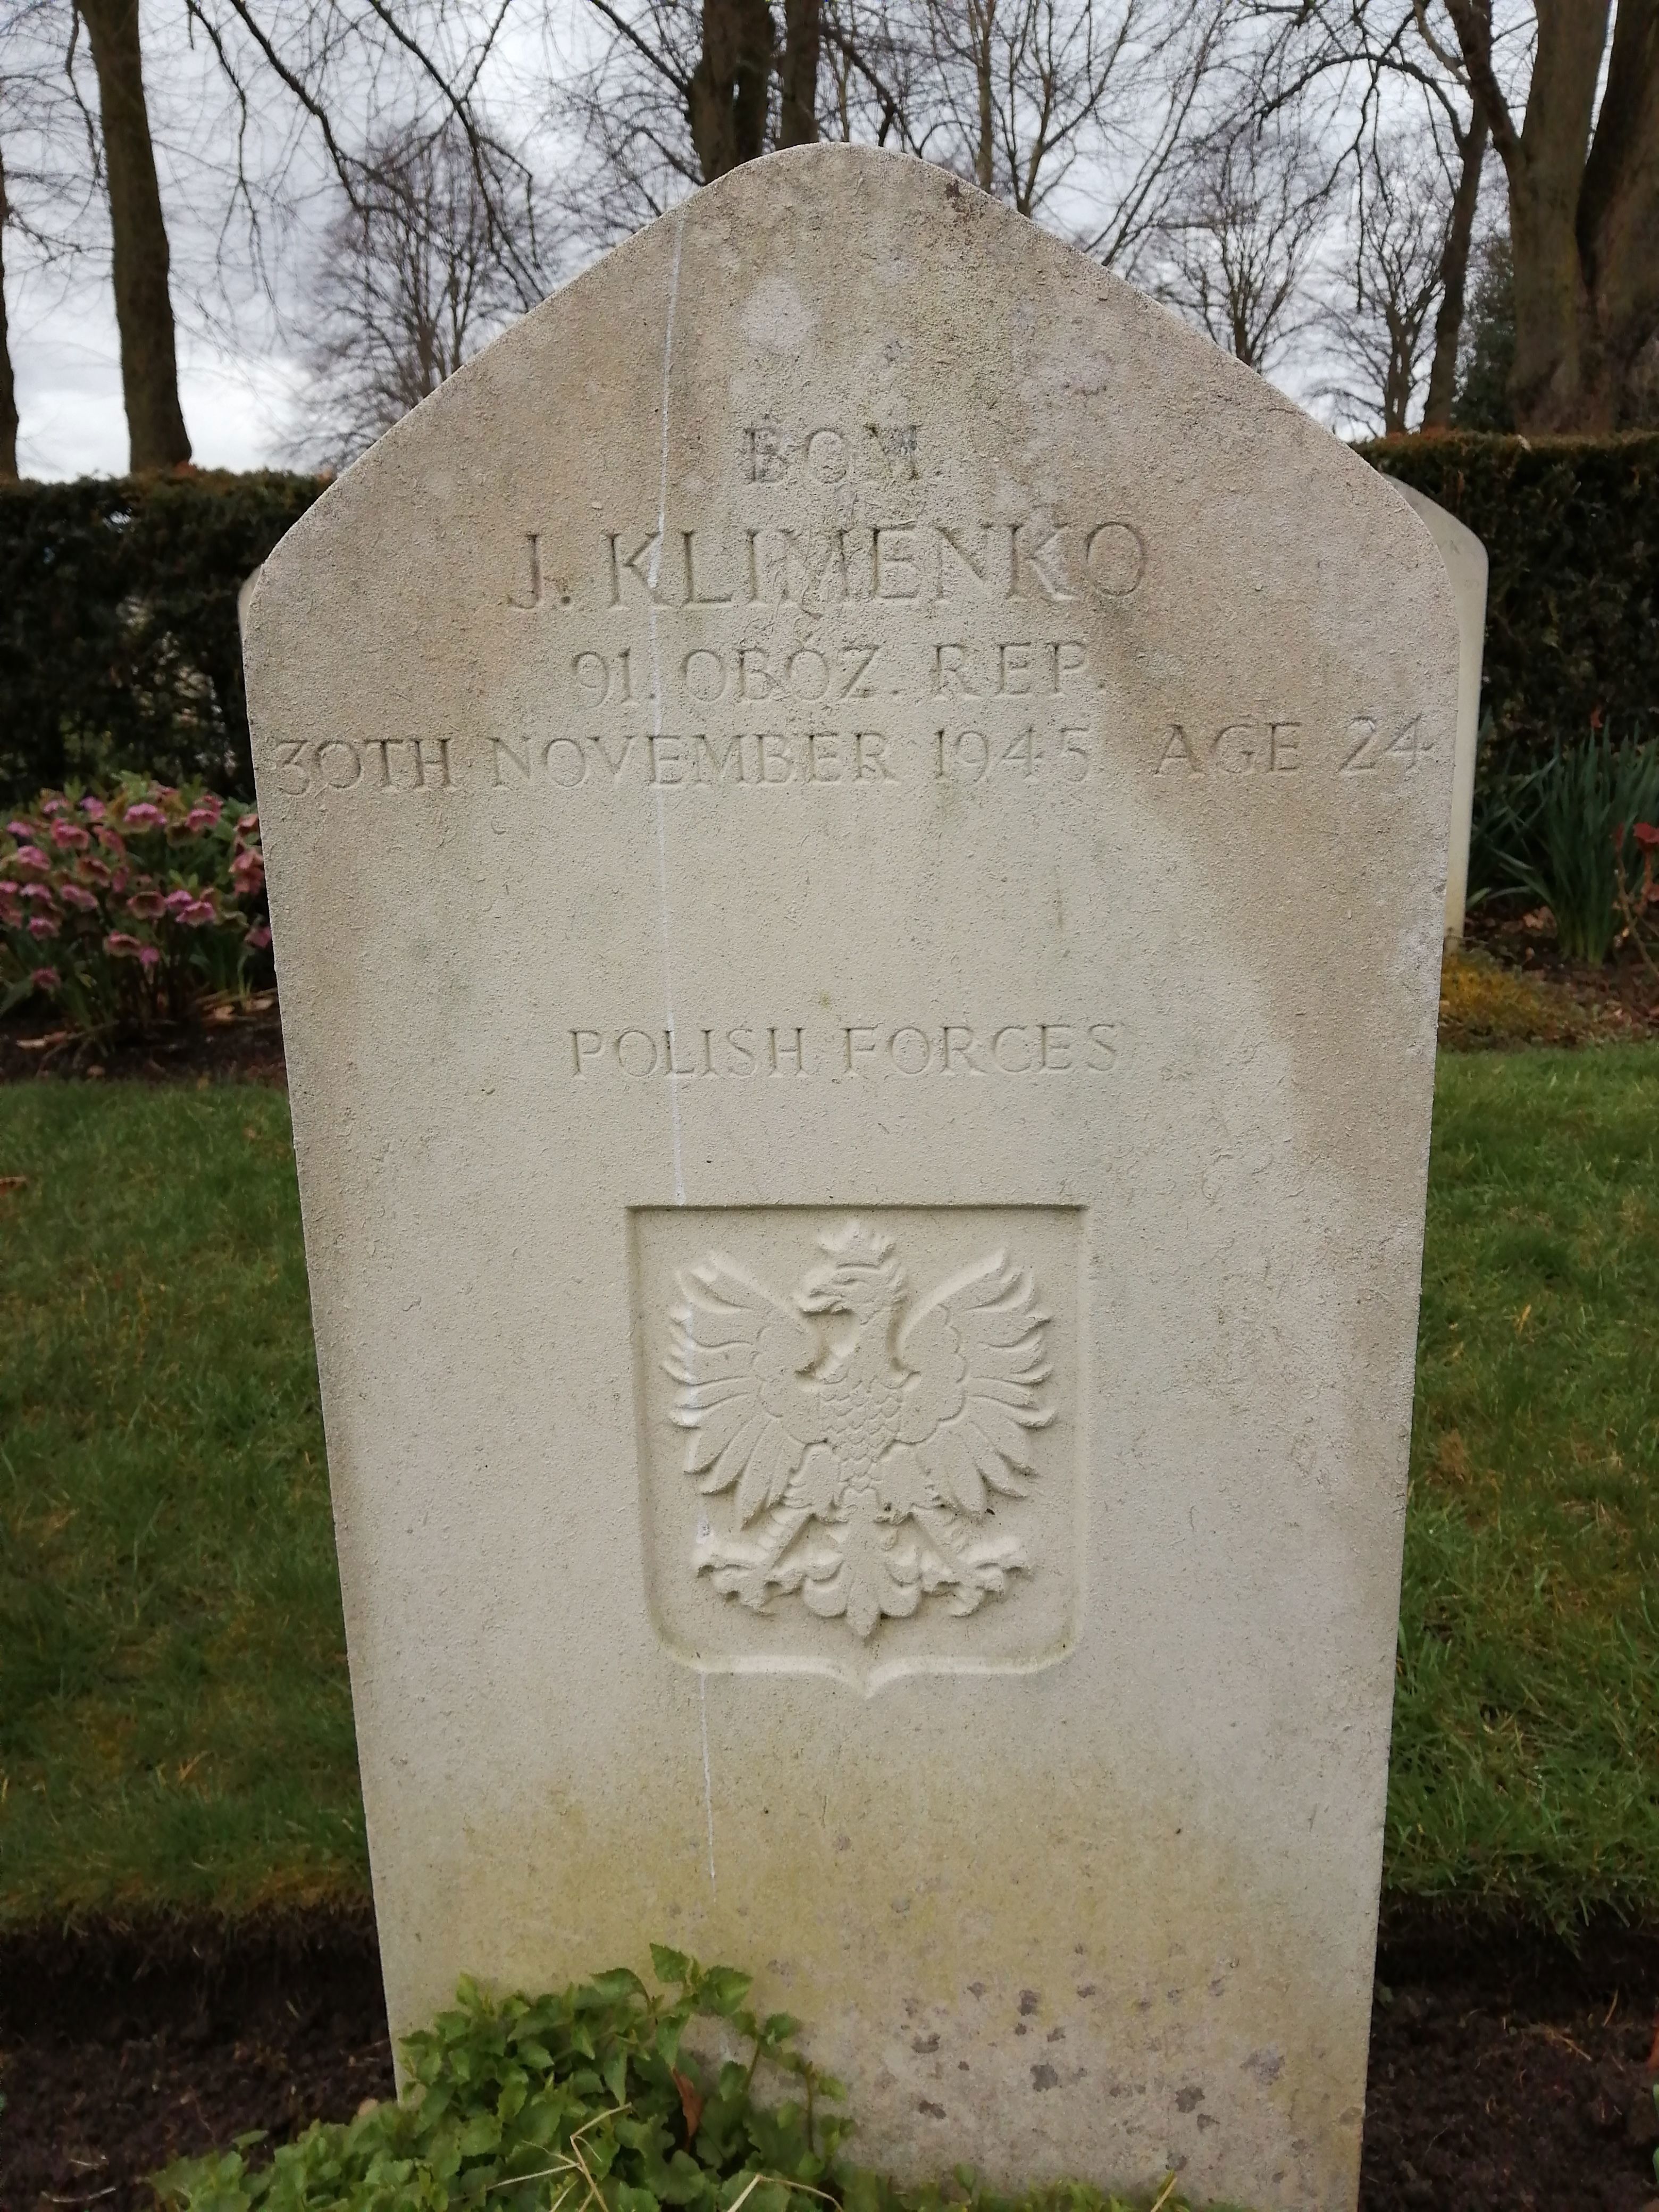 BOM
J. KLIMENKO
91. OBÓZ. REP.
30TH NOVEMBER 1945 AGE 24
POLISH FORCES